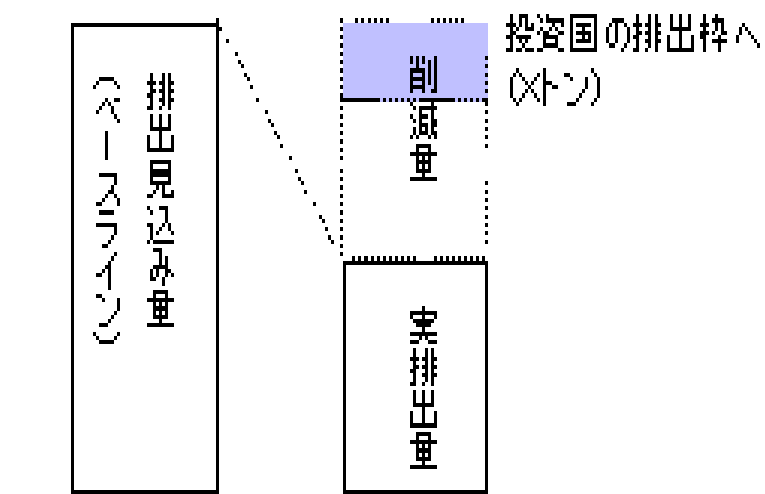 排出見込み量
（ベースライン）
削減量
投資国の排出枠へ
（Xトン）
実排出量